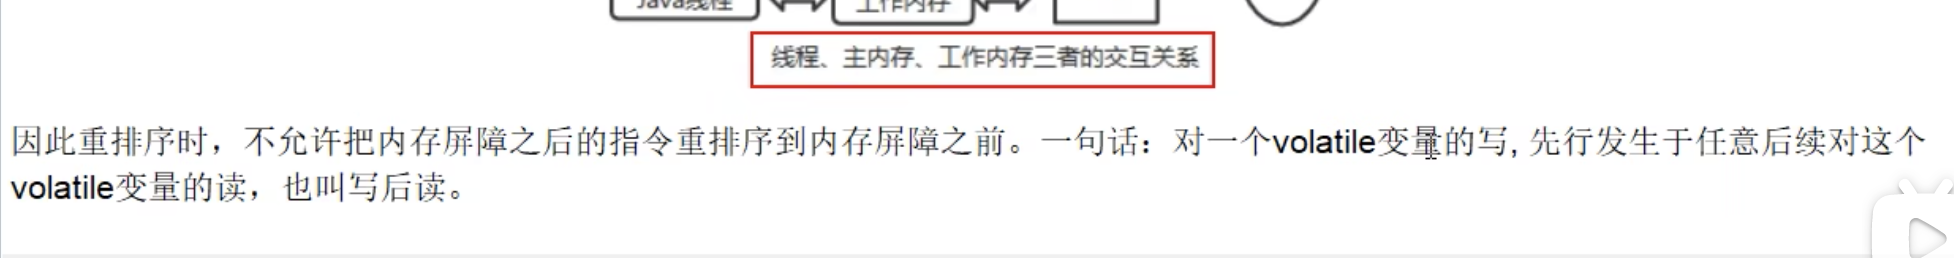 Java线程 工作内存
线程、主内存、工作内存三者的交互关系
因此重排序时，不允许把内存屏障之后的指令重排序到内存屏障之前。一句话：对一个volatile变量的写, 先行发生于任意后续对这个
volatile变量的读，也叫写后读。